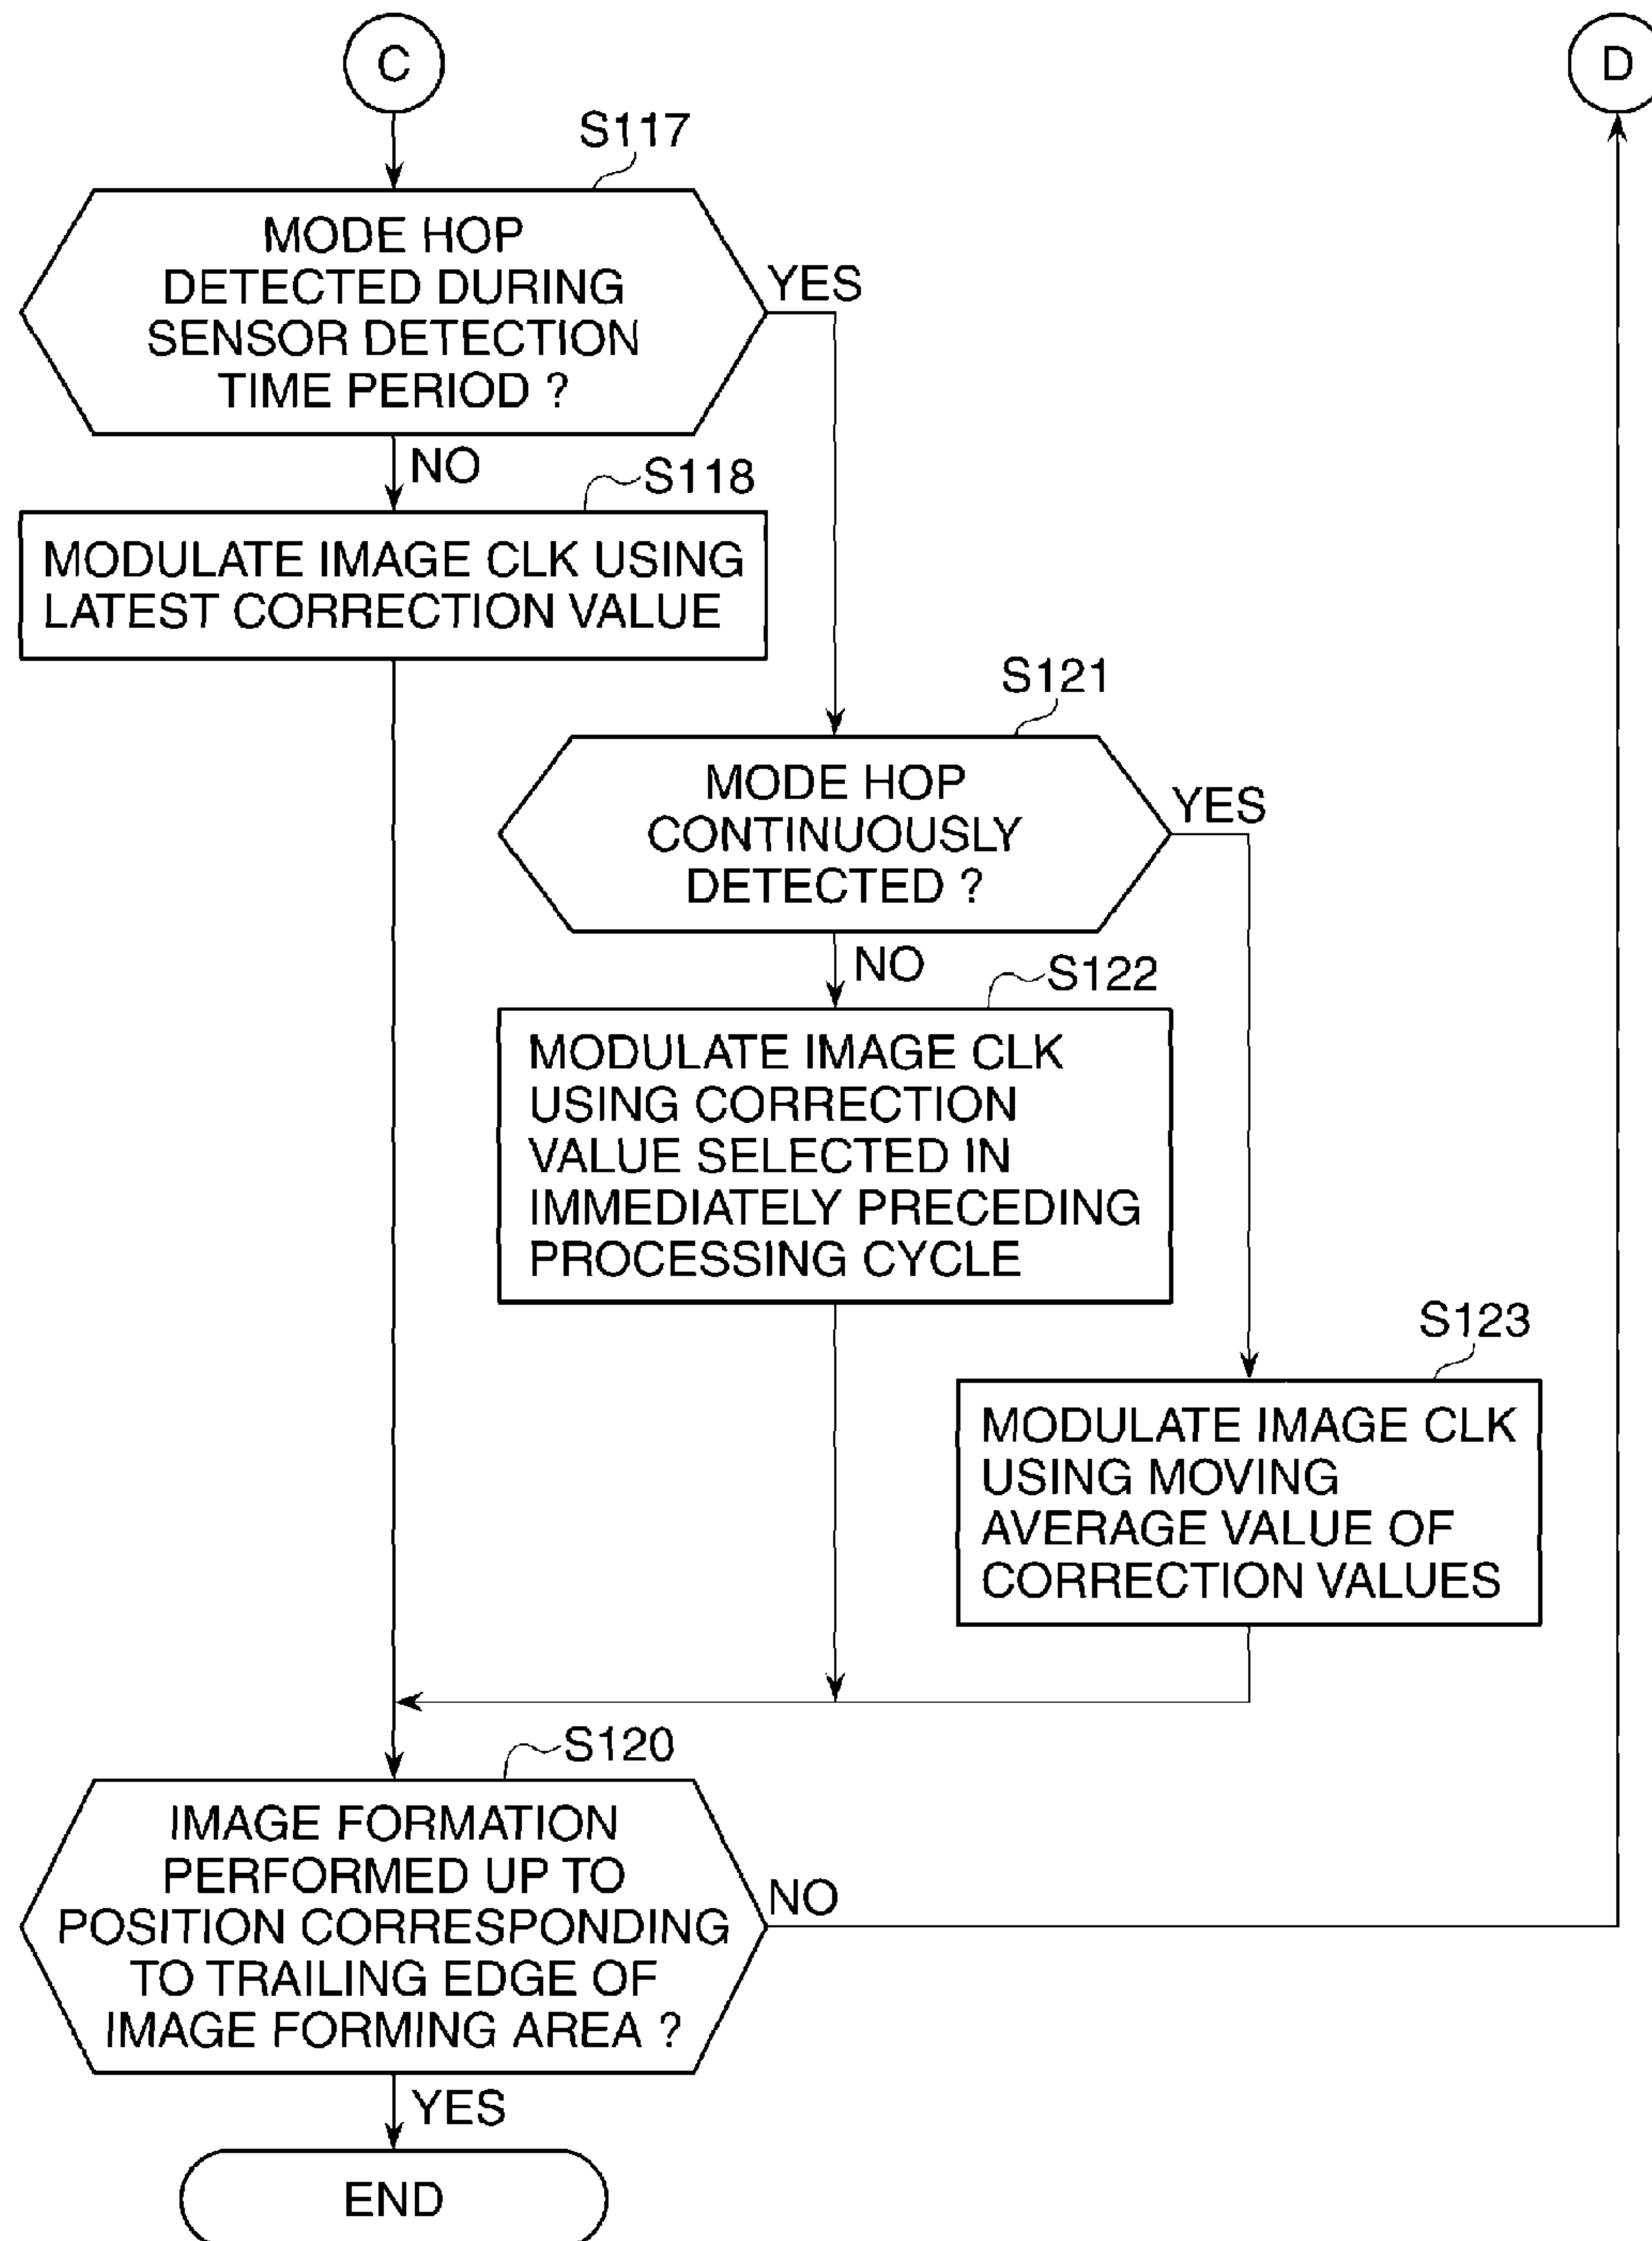 C
D
S117
MODE HOP
DETECTED DURING
SENSOR DETECTION
TIME PERIOD ?
YES
NO
S118
MODULATE IMAGE CLK USING
LATEST CORRECTION VALUE
S121
MODE HOP
CONTINUOUSLY
DETECTED ?
YES
NO
S122
MODULATE IMAGE CLK
USING CORRECTION
VALUE SELECTED IN
IMMEDIATELY PRECEDING
PROCESSING CYCLE
S123
MODULATE IMAGE CLK
USING MOVING
AVERAGE VALUE OF
CORRECTION VALUES
S120
IMAGE FORMATION
PERFORMED UP TO
POSITION CORRESPONDING
TO TRAILING EDGE OF
IMAGE FORMING AREA ?
NO
YES
END